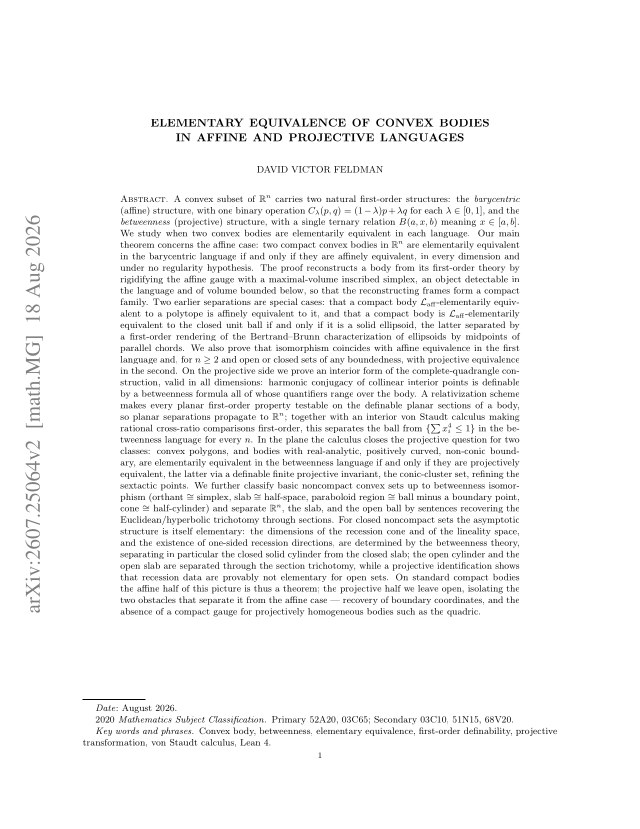 ELEMENTARY EQUIVALENCE OF CONVEX BODIES
IN AFFINE AND PROJECTIVE LANGUAGES
DAVID VICTOR FELDMAN
Abstract. A convex subset of ℝⁿ carries two natural first-order structures: the barycentric
(affine) structure, with one binary operation C_λ(p, q) = (1−λ)p+λq for each λ ∈ [0, 1], and the
betweenness (projective) structure, with a single ternary relation B(a, x, b) meaning x ∈ [a, b].
We study when two convex bodies are elementarily equivalent in each language. Our main
theorem concerns the affine case: two compact convex bodies in ℝⁿ are elementarily equivalent
in the barycentric language if and only if they are affinely equivalent, in every dimension and
under no regularity hypothesis. The proof reconstructs a body from its first-order theory by
rigidifying the affine gauge with a maximal-volume inscribed simplex, an object detectable
in the language and of volume bounded below, so that the reconstructing frames form a compact
family. Two earlier separations are special cases: that a compact body 𝓛_aff-elementarily equiv-
alent to a polytope is affinely equivalent to it, and that a compact body is 𝓛_aff-elementarily
equivalent to the closed unit ball if and only if it is a solid ellipsoid, the latter separated
by a first-order rendering of the Bertrand–Brunn characterization of ellipsoids by midpoints
of parallel chords. We also prove that isomorphism coincides with affine equivalence in the first
language and, for n ≥ 2 and open or closed sets of any boundedness, with projective equivalence
in the second. On the projective side we prove an interior form of the complete-quadrangle con-
struction, valid in all dimensions: harmonic conjugacy of collinear interior points is definable
by a betweenness formula all of whose quantifiers range over the body. A relativization scheme
makes every planar first-order property testable on the definable planar sections of a body,
so planar separations propagate to ℝⁿ; together with an interior von Staudt calculus making
rational cross-ratio comparisons first-order, this separates the ball from {∑ xᵢ⁴ ≤ 1} in the be-
tweenness language for every n. In the plane the calculus closes the projective question for two
classes: convex polygons, and bodies with real-analytic, positively curved, non-conic bound-
ary, are elementarily equivalent in the betweenness language if and only if they are projectively
equivalent, the latter via a definable finite projective invariant, the conic-cluster set, refining the
sextactic points. We further classify basic noncompact convex sets up to betweenness isomor-
phism (orthant ≅ simplex, slab ≅ half-space, paraboloid region ≅ ball minus a boundary point,
cone ≅ half-cylinder) and separate ℝⁿ, the slab, and the open ball by sentences recovering the
Euclidean/hyperbolic trichotomy through sections. For closed noncompact sets the asymptotic
structure is itself elementary: the dimensions of the recession cone and of the lineality space,
and the existence of one-sided recession directions, are determined by the betweenness theory,
separating in particular the closed solid cylinder from the closed slab; the open cylinder and the
open slab are separated through the section trichotomy, while a projective identification shows
that recession data are provably not elementary for open sets. On standard compact bodies
the affine half of this picture is thus a theorem; the projective half we leave open, isolating the
two obstacles that separate it from the affine case — recovery of boundary coordinates, and the
absence of a compact gauge for projectively homogeneous bodies such as the quadric.
Date: August 2026.
2020 Mathematics Subject Classification. Primary 52A20, 03C65; Secondary 03C10, 51N15, 68V20.
Key words and phrases. Convex body, betweenness, elementary equivalence, first-order definability, projective
transformation, von Staudt calculus, Lean 4.
1
arXiv:2607.25064v2 [math.MG] 18 Aug 2026